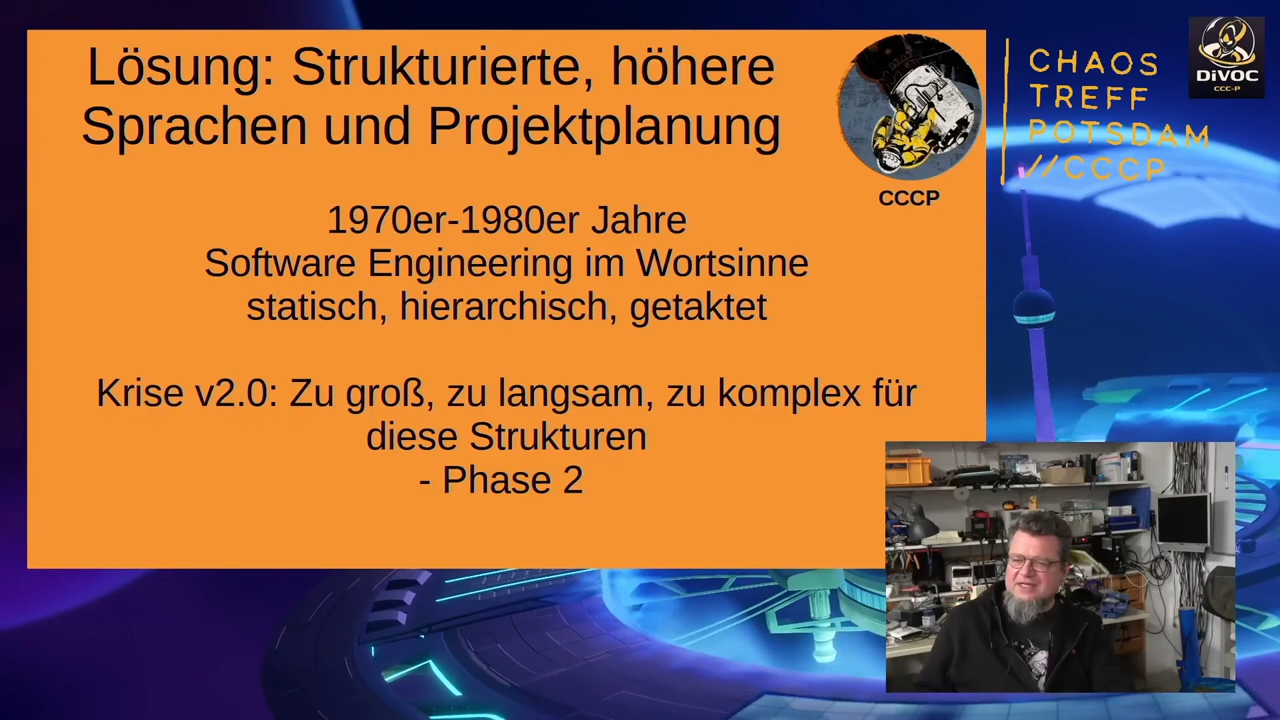 Lösung: Strukturierte, höhere
Sprachen und Projektplanung
CCCP
1970er-1980er Jahre
Software Engineering im Wortsinne
statisch, hierarchisch, getaktet
Krise v2.0: Zu groß, zu langsam, zu komplex für
diese Strukturen
- Phase 2
CHAOS
TREFF
POTSDAM
//CCCP
DiVOC
CCC-P